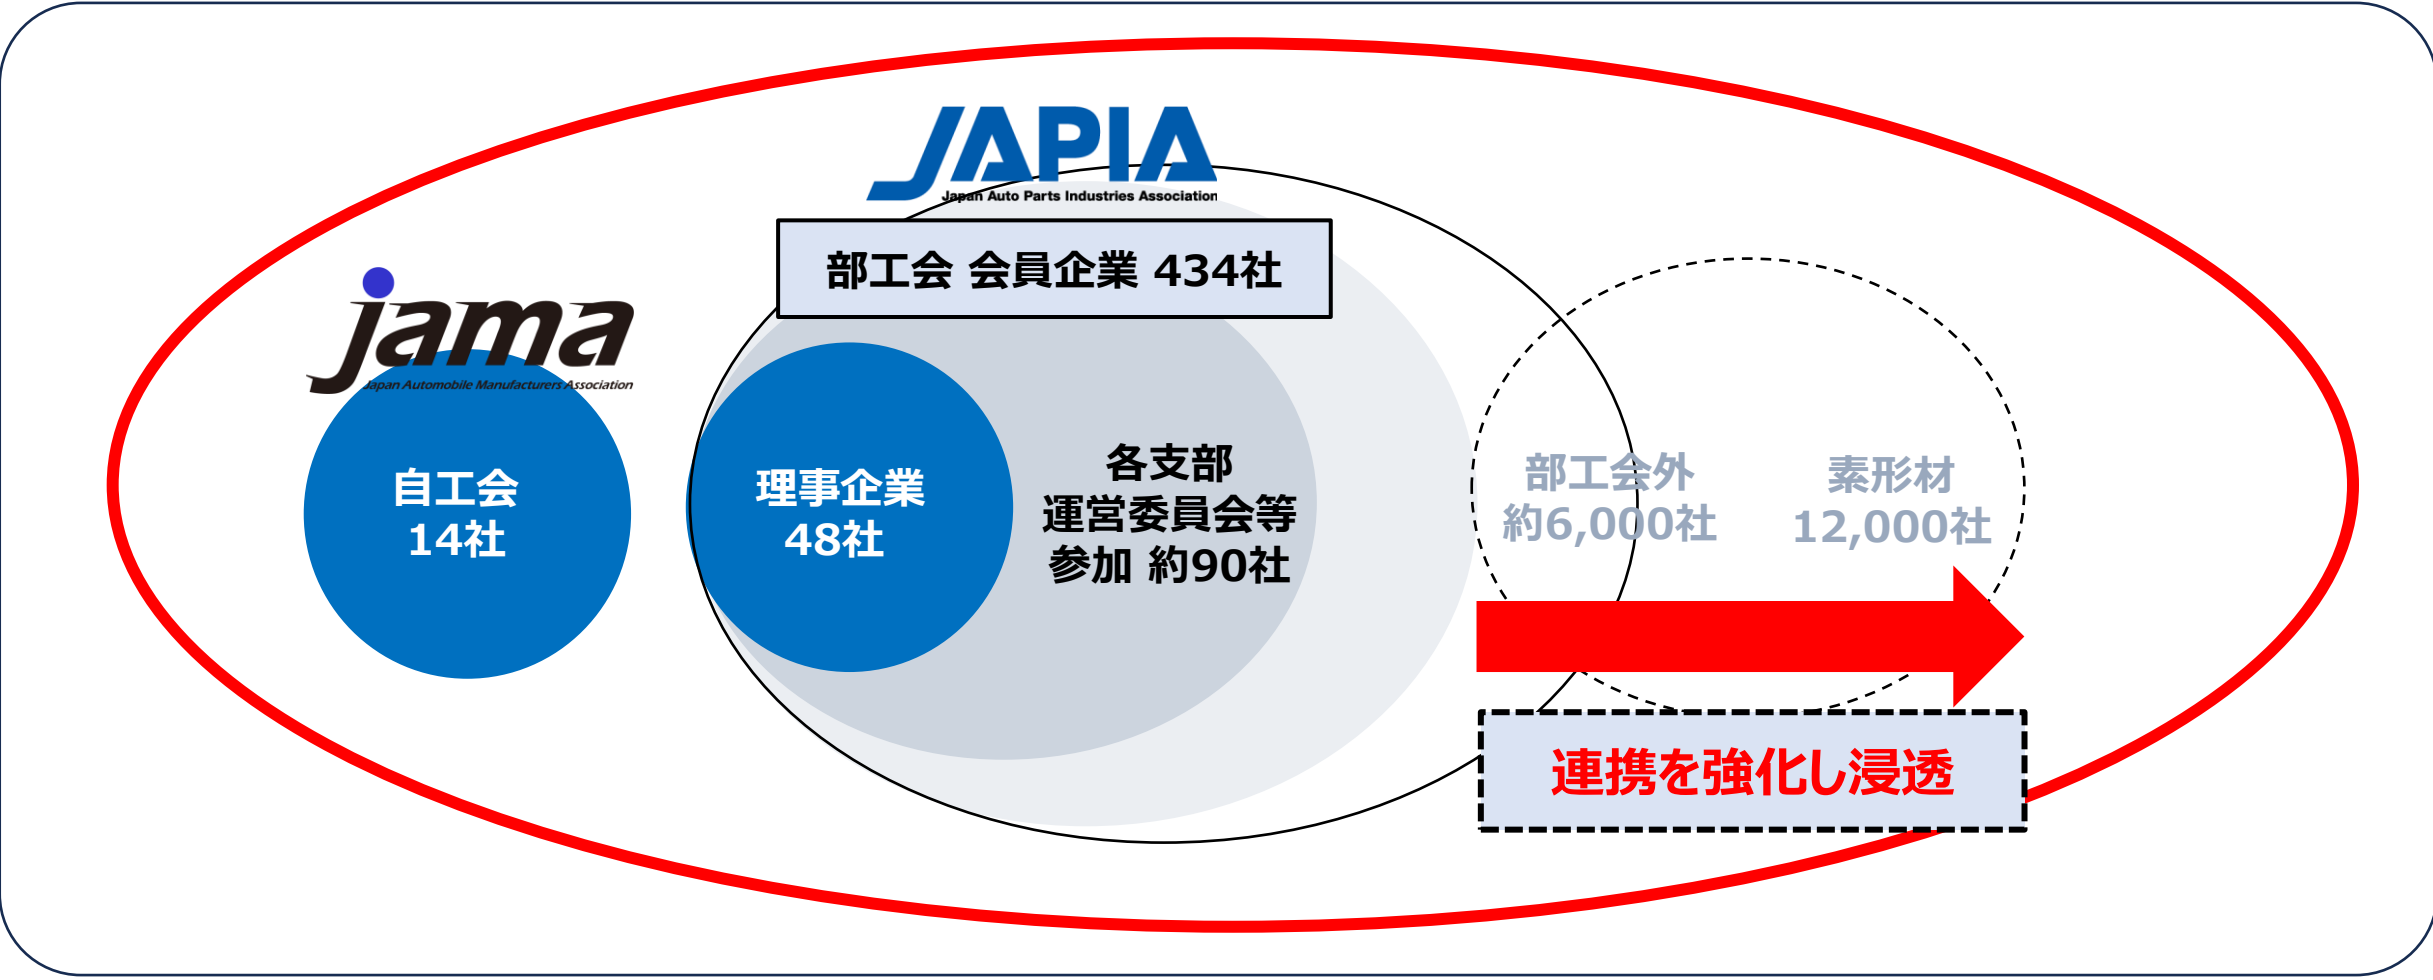 JAPIA
Japan Auto Parts Industries Association
部工会 会員企業 434社
jama
Japan Automobile Manufacturers Association
自工会
14社
理事企業
48社
各支部
運営委員会等
参加 約90社
部工会外
約6,000社
素形材
12,000社
連携を強化し浸透